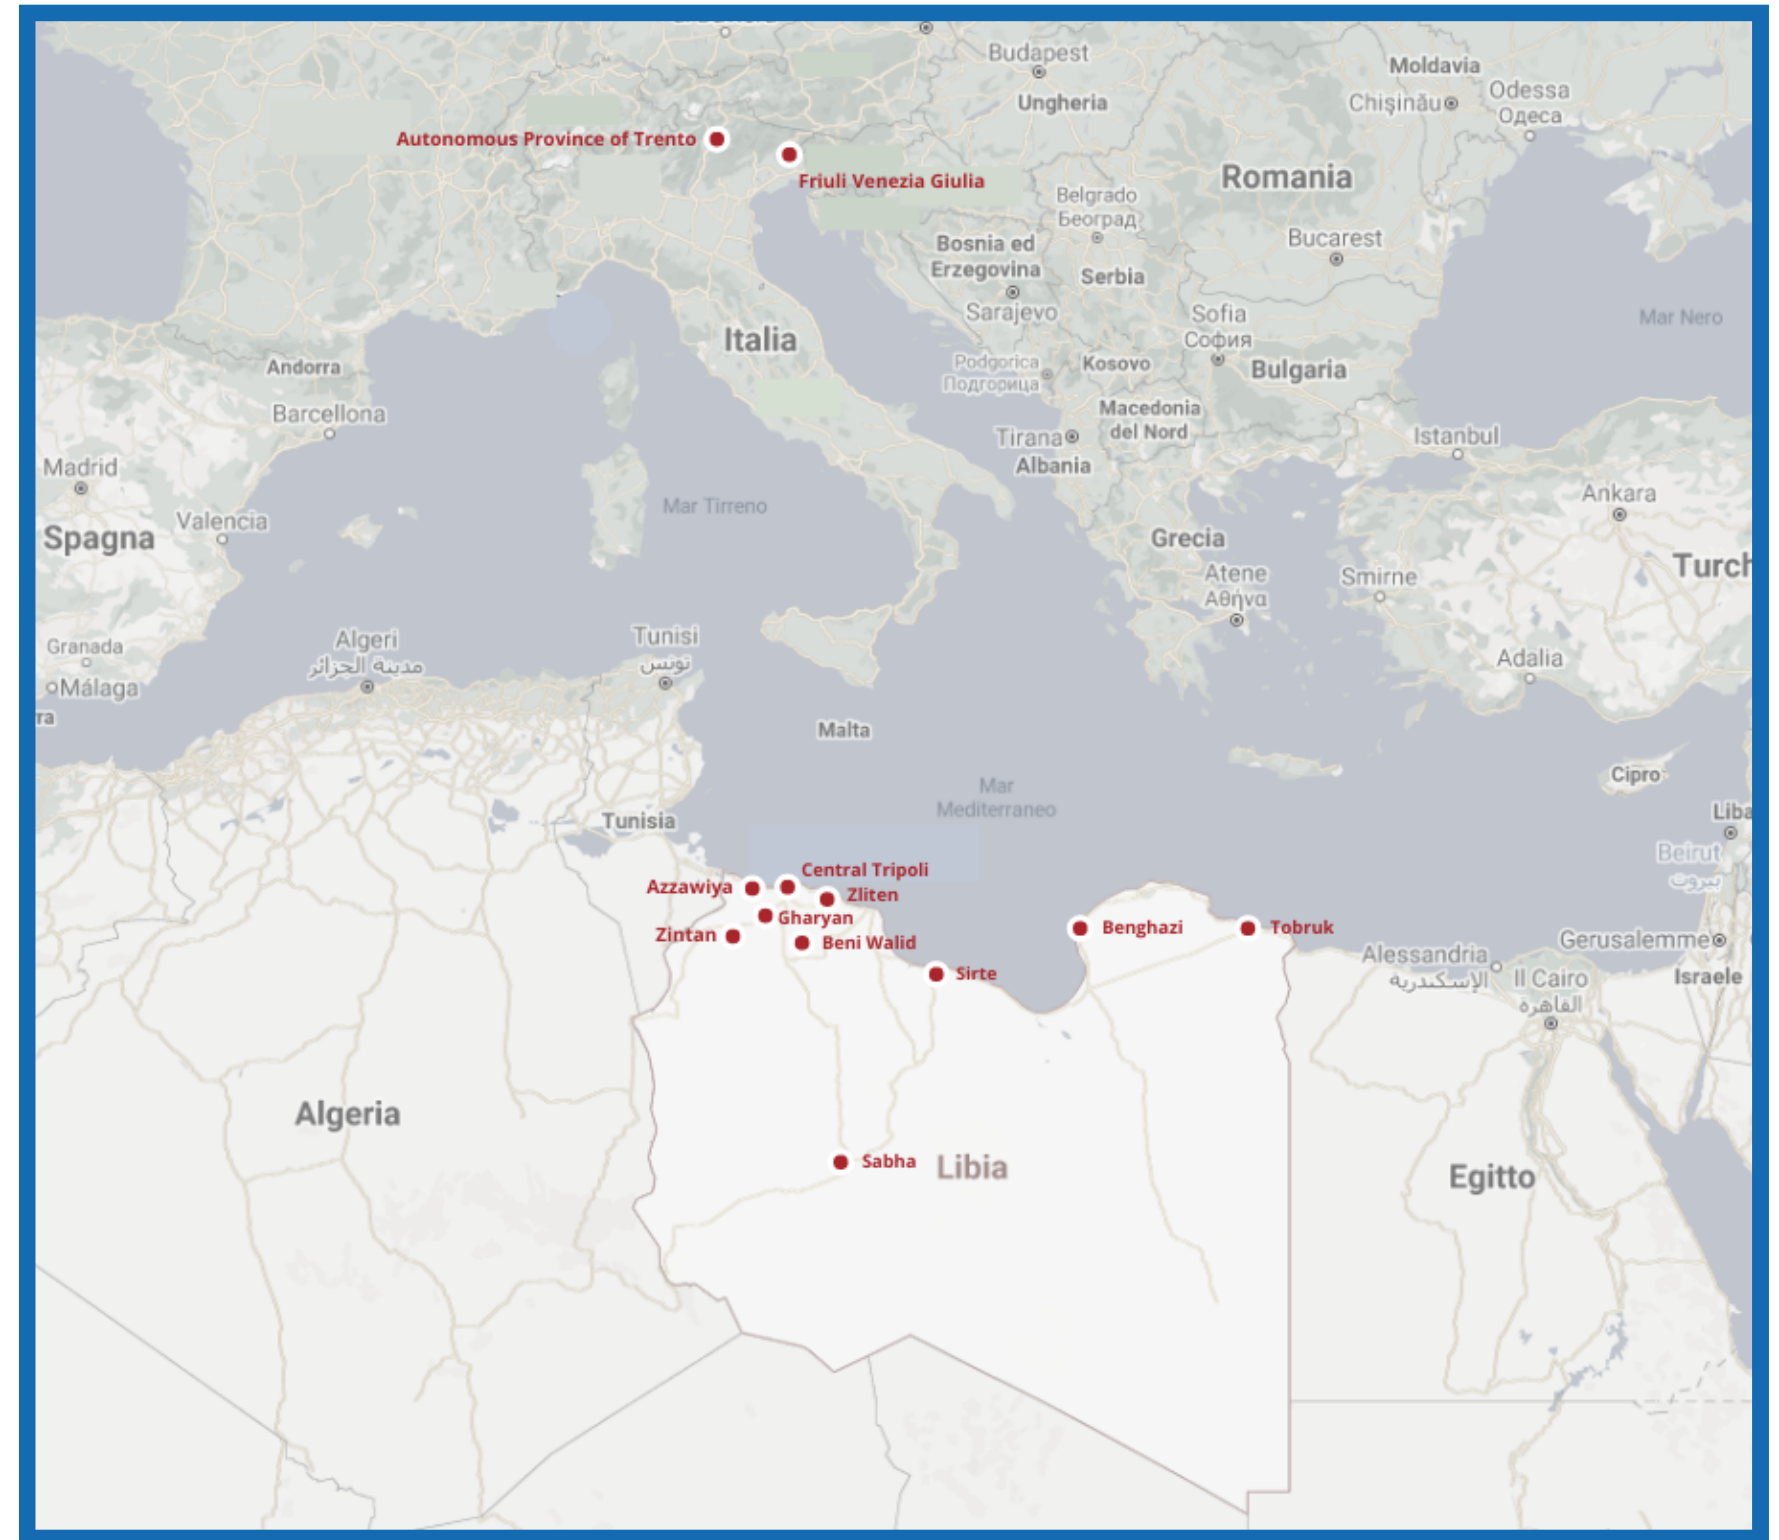 Budapest
Ungheria
Moldavia
Chişinău
Odessa
Одеса
Autonomous Province of Trento
Friuli Venezia Giulia
Romania
Belgrado
Београд
Bucarest
Bosnia ed
Erzegovina
Serbia
Sarajevo
Sofia
София
Mar Nero
Italia
Andorra
Podgorica
Подгорица
Kosovo
Bulgaria
Barcellona
Macedonia
del Nord
Tirana
Albania
Istanbul
Madrid
Ankara
Mar Tirreno
Valencia
Spagna
Grecia
Turch
Atene
Αθήνα
Smirne
Granada
Málaga
Algeri
مدينة الجزائر
Tunisi
تونس
Adalia
ra
Malta
Mar
Mediterraneo
Cipro
Tunisia
Liba
Beirut
بيروت
Central Tripoli
Azzawiya
Zliten
Gharyan
Zintan
Beni Walid
Benghazi
Tobruk
Sirte
Alessandria
الإسكندرية
Gerusalemme
Il Cairo
القاهرة
Israele
Algeria
Sabha
Libia
Egitto